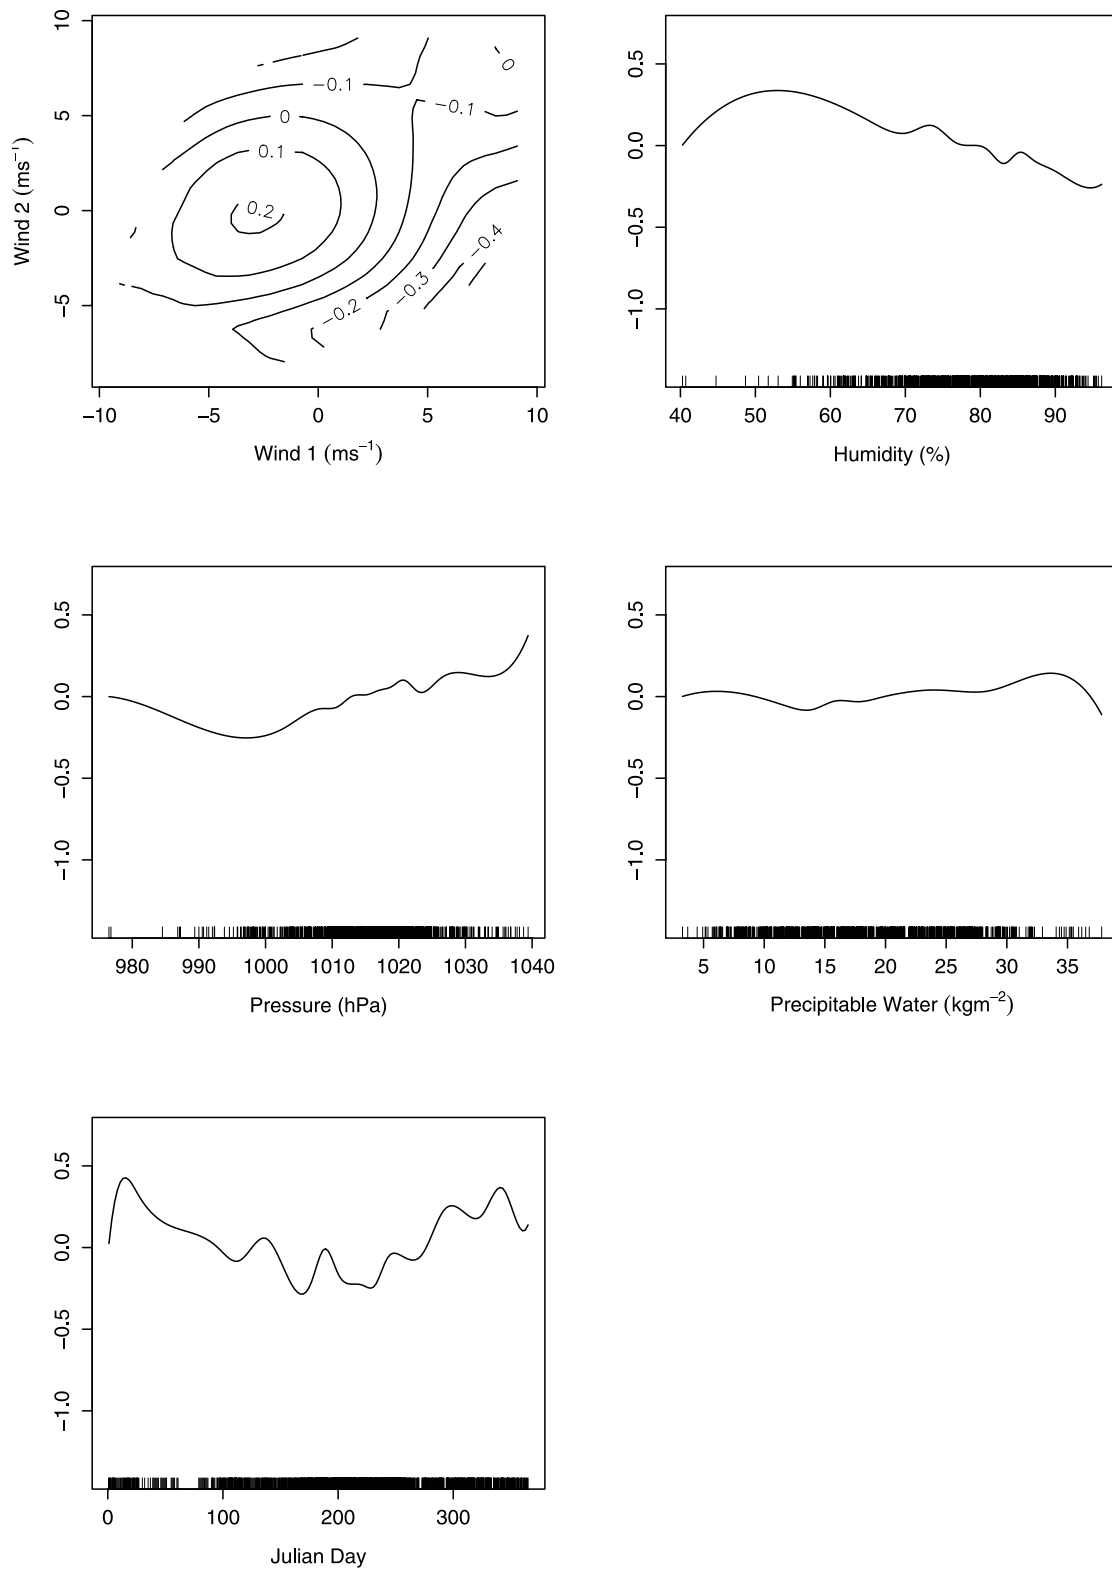 Wind 2 (ms⁻¹)
10
5
0
−5
−0.1
0
−0.1
0
0.1
0.2
−0.4
−0.3
−0.2
−10 −5 0 5 10
Wind 1 (ms⁻¹)
0.5
0.0
−0.5
−1.0
40 50 60 70 80 90
Humidity (%)
0.5
0.0
−0.5
−1.0
980 990 1000 1010 1020 1030 1040
Pressure (hPa)
0.5
0.0
−0.5
−1.0
5 10 15 20 25 30 35
Precipitable Water (kgm⁻²)
0.5
0.0
−0.5
−1.0
0 100 200 300
Julian Day